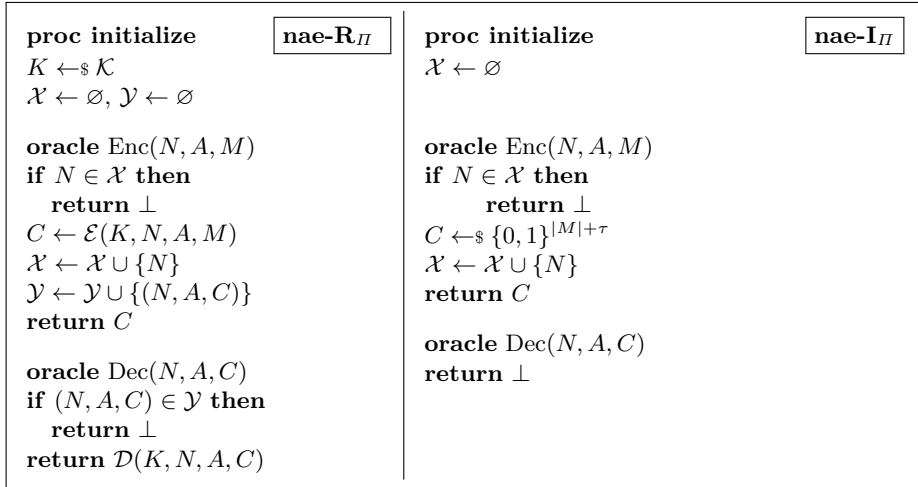 proc initialize
nae-R_Π
K ←$ 𝒦
𝒳 ← ∅, 𝒴 ← ∅
oracle Enc(N, A, M)
if N ∈ 𝒳 then
return ⊥
C ← ℰ(K, N, A, M)
𝒳 ← 𝒳 ∪ {N}
𝒴 ← 𝒴 ∪ {(N, A, C)}
return C
oracle Dec(N, A, C)
if (N, A, C) ∈ 𝒴 then
return ⊥
return 𝒟(K, N, A, C)
proc initialize
nae-I_Π
𝒳 ← ∅
oracle Enc(N, A, M)
if N ∈ 𝒳 then
return ⊥
C ←$ {0, 1}^{|M|+τ}
𝒳 ← 𝒳 ∪ {N}
return C
oracle Dec(N, A, C)
return ⊥